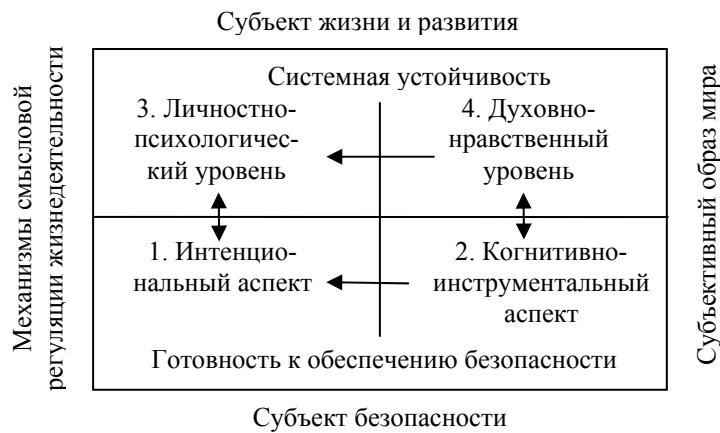 Субъект жизни и развития
Механизмы смысловой
регуляции жизнедеятельности
Системная устойчивость
3. Личностно-
психологичес-
кий уровень
4. Духовно-
нравственный
уровень
1. Интенцио-
нальный аспект
2. Когнитивно-
инструментальный
аспект
Готовность к обеспечению безопасности
Субъективный образ мира
Субъект безопасности